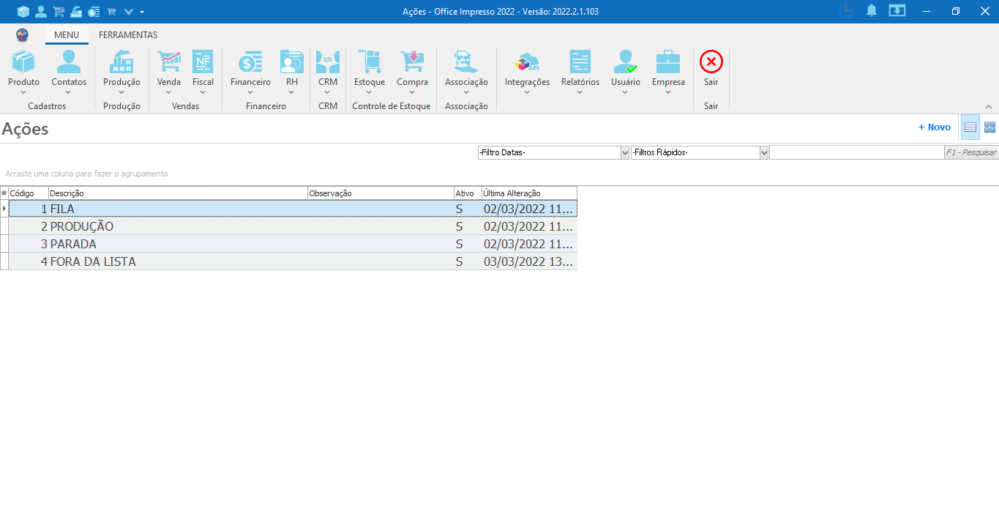 Ações - Office Impresso 2022 - Versão: 2022.2.1.103
MENU FERRAMENTAS
NF API
Produto Contatos Produção Venda Fiscal Financeiro RH CRM Estoque Compra Associação Integrações Relatórios Usuário Empresa Sair
Cadastros Produção Vendas Financeiro CRM Controle de Estoque Associação Sair
Ações
+ Novo
-Filtro Datas- -Filtros Rápidos- F1 - Pesquisar
Arraste uma coluna para fazer o agrupamento
Código Descrição Observação Ativo Última Alteração
1 FILA S 02/03/2022 11...
2 PRODUÇÃO S 02/03/2022 11...
3 PARADA S 02/03/2022 11...
4 FORA DA LISTA S 03/03/2022 13...